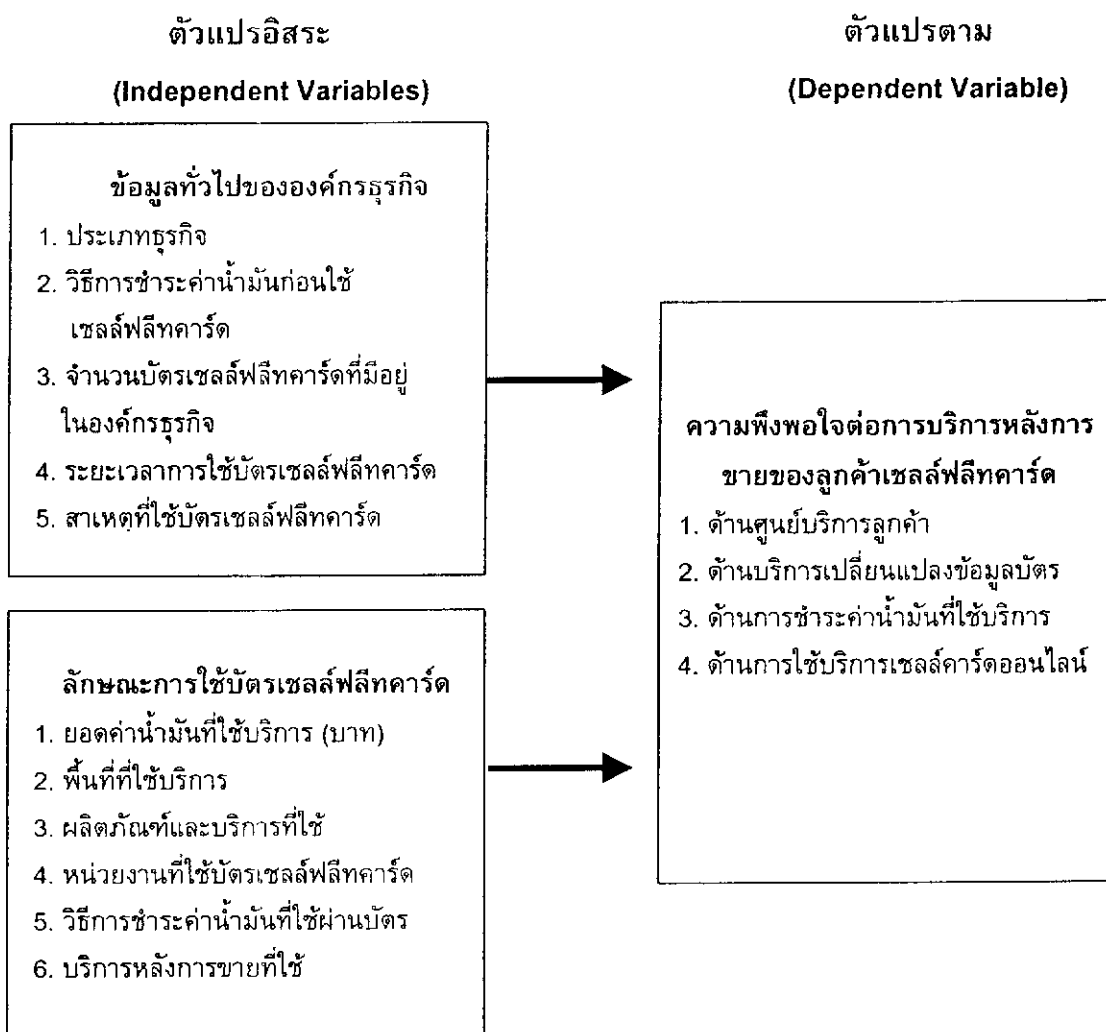 ตัวแปรอิสระ
(Independent Variables)
ข้อมูลทั่วไปขององค์กรธุรกิจ
1. ประเภทธุรกิจ
2. วิธีการชำระค่าน้ำมันก่อนใช้
เชลล์ฟลีทคาร์ด
3. จำนวนบัตรเชลล์ฟลีทคาร์ดที่มีอยู่
ในองค์กรธุรกิจ
4. ระยะเวลาการใช้บัตรเชลล์ฟลีทคาร์ด
5. สาเหตุที่ใช้บัตรเชลล์ฟลีทคาร์ด
ลักษณะการใช้บัตรเชลล์ฟลีทคาร์ด
1. ยอดค่าน้ำมันที่ใช้บริการ (บาท)
2. พื้นที่ที่ใช้บริการ
3. ผลิตภัณฑ์และบริการที่ใช้
4. หน่วยงานที่ใช้บัตรเชลล์ฟลีทคาร์ด
5. วิธีการชำระค่าน้ำมันที่ใช้ผ่านบัตร
6. บริการหลังการขายที่ใช้
ตัวแปรตาม
(Dependent Variable)
ความพึงพอใจต่อการบริการหลังการ
ขายของลูกค้าเชลล์ฟลีทคาร์ด
1. ด้านศูนย์บริการลูกค้า
2. ด้านบริการเปลี่ยนแปลงข้อมูลบัตร
3. ด้านการชำระค่าน้ำมันที่ใช้บริการ
4. ด้านการใช้บริการเชลล์คาร์ดออนไลน์